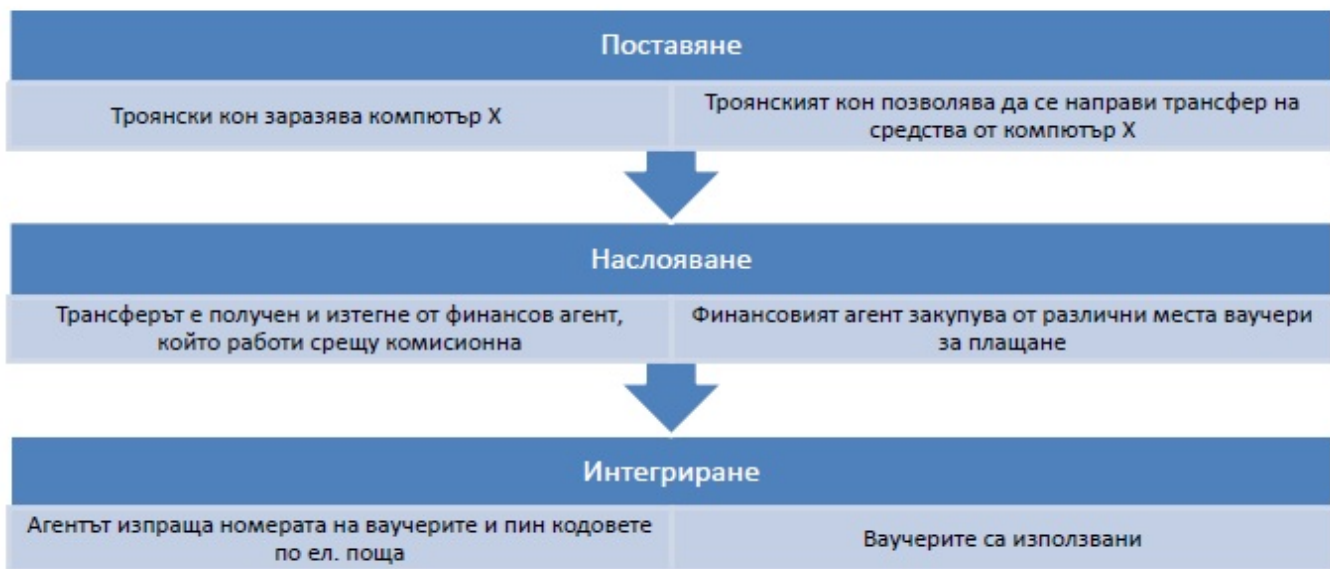 Поставяне
Троянски кон заразява компютър X
Троянският кон позволява да се направи трансфер на
средства от компютър X
Наслояване
Трансферът е получен и изтегне от финансов агент,
който работи срещу комисионна
Финансовият агент закупува от различни места ваучери
за плащане
Интегриране
Агентът изпраща номерата на ваучерите и пин кодовете
по ел. поща
Ваучерите са използвани